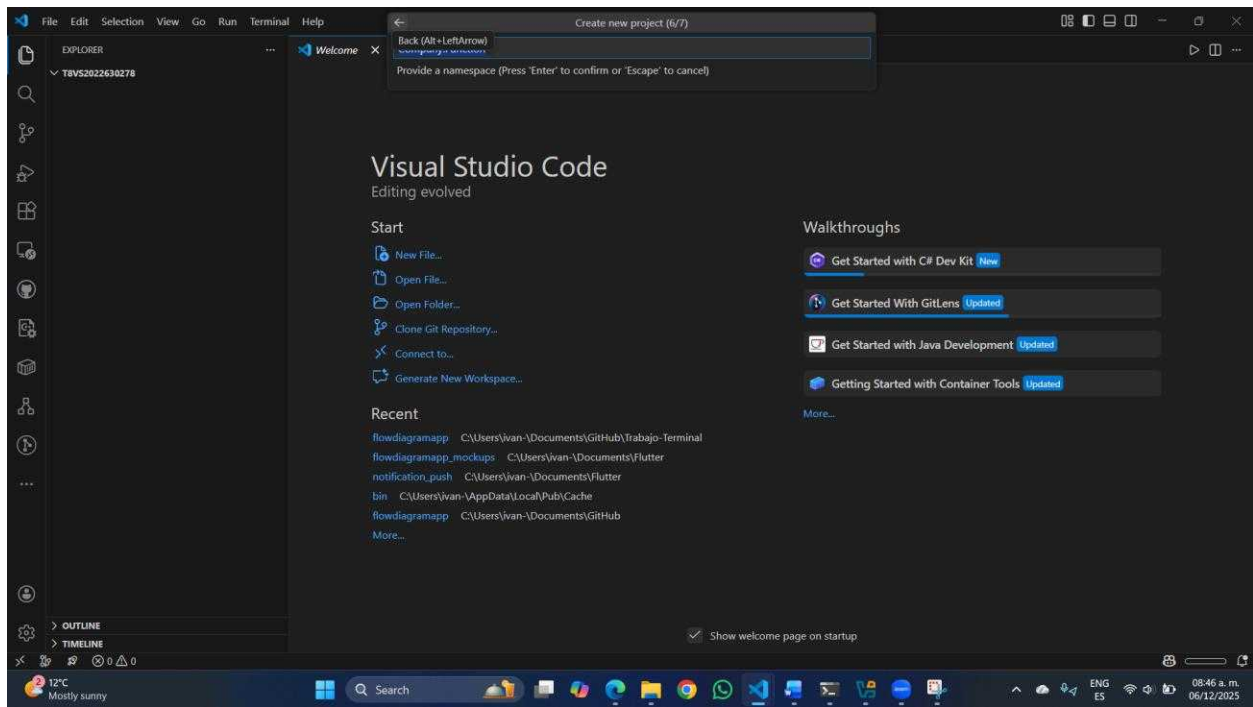 File Edit Selection View Go Run Terminal Help
Create new project (6/7)
Back (Alt+LeftArrow)
EXPLORER
Welcome
Company.Function
Provide a namespace (Press 'Enter' to confirm or 'Escape' to cancel)
T8VS2022630278
Visual Studio Code
Editing evolved
Start
New File...
Open File...
Open Folder...
Clone Git Repository...
Connect to...
Generate New Workspace...
Recent
flowdiagramapp C:\Users\ivan-\Documents\GitHub\Trabajo-Terminal
flowdiagramapp_mockups C:\Users\ivan-\Documents\Flutter
notification_push C:\Users\ivan-\Documents\Flutter
bin C:\Users\ivan-\AppData\Local\Pub\Cache
flowdiagramapp C:\Users\ivan-\Documents\GitHub
More...
Walkthroughs
Get Started with C# Dev Kit New
Get Started With GitLens Updated
Get Started with Java Development Updated
Getting Started with Container Tools Updated
More...
Show welcome page on startup
OUTLINE
TIMELINE
0 0
2
12°C
Mostly sunny
Search
ENG
ES
08:46 a. m.
06/12/2025